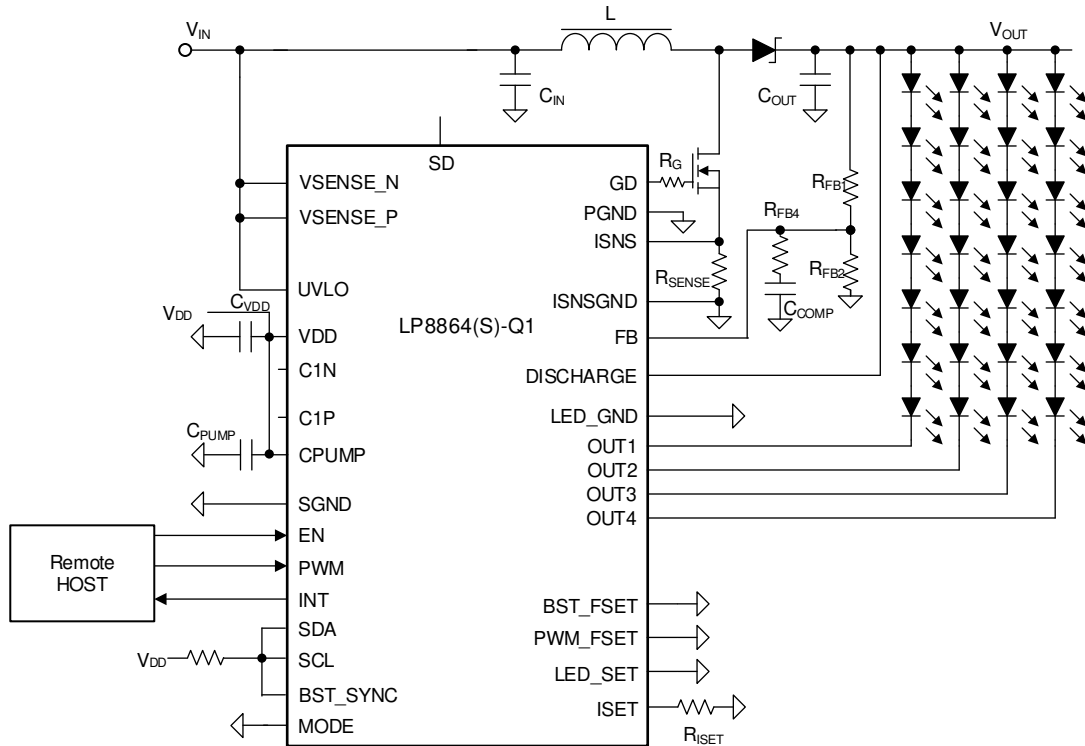 L
VIN
VOUT
CIN
COUT
SD
RG
VSENSE_N
GD
RFB1
VSENSE_P
PGND
RFB4
ISNS
RSENSE
RFB2
UVLO
ISNSGND
CCOMP
CVDD
VDD
VDD
LP8864(S)-Q1
FB
C1N
DISCHARGE
C1P
LED_GND
CPUMP
CPUMP
OUT1
OUT2
OUT3
OUT4
SGND
EN
Remote
HOST
PWM
INT
BST_FSET
SDA
PWM_FSET
VDD
SCL
LED_SET
BST_SYNC
ISET
MODE
RISET